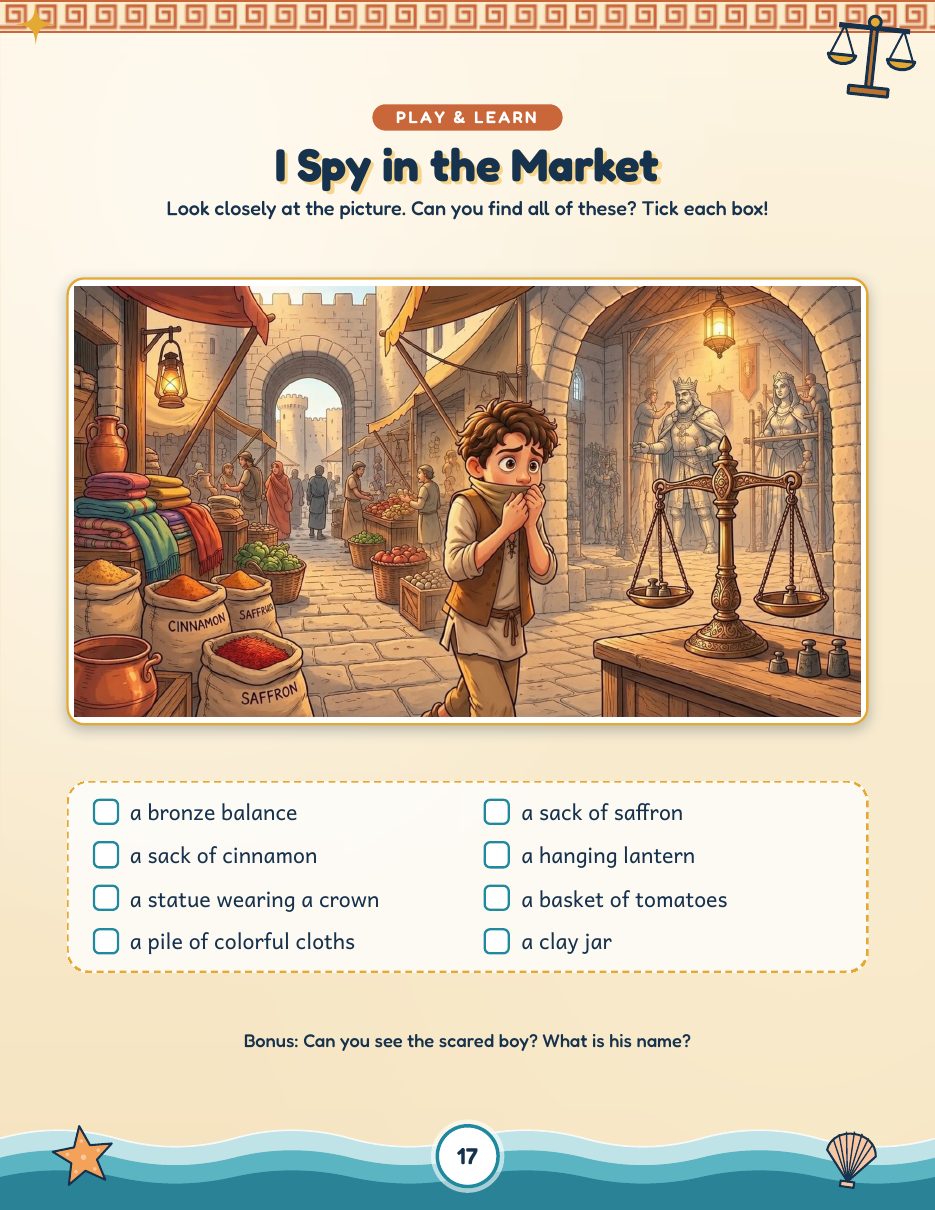 PLAY & LEARN
I Spy in the Market
Look closely at the picture. Can you find all of these? Tick each box!
CINNAMON
SAFFRON
a bronze balance
a sack of saffron
a sack of cinnamon
a hanging lantern
a statue wearing a crown
a basket of tomatoes
a pile of colorful cloths
a clay jar
Bonus: Can you see the scared boy? What is his name?
17